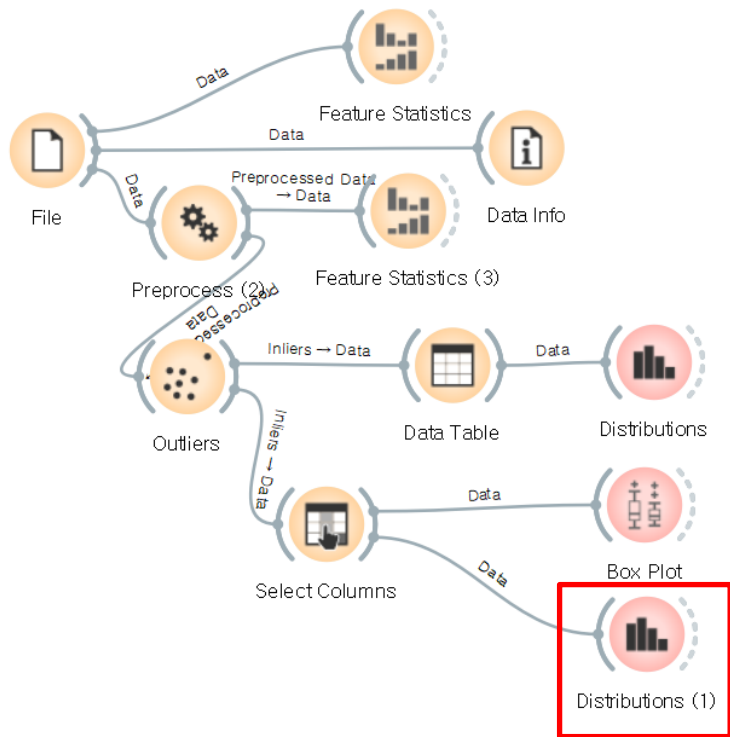 Data
Feature Statistics
Data
File
Data Info
Data
Preprocessed Data
→ Data
Preprocess (2)
Feature Statistics (3)
Preprocessed
Data
Inliers → Data
Data
Outliers
Data Table
Distributions
Inliers → Data
Data
Select Columns
Box Plot
Data
Distributions (1)